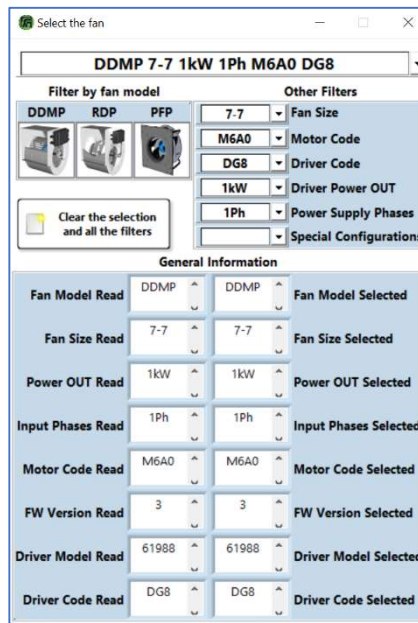 Select the fan
DDMP 7-7 1kW 1Ph M6A0 DG8
Filter by fan model
Other Filters
DDMP RDP PFP
7-7 Fan Size
M6A0 Motor Code
DG8 Driver Code
1kW Driver Power OUT
1Ph Power Supply Phases
Special Configurations
Clear the selection
and all the filters
General Information
Fan Model Read DDMP DDMP Fan Model Selected
Fan Size Read 7-7 7-7 Fan Size Selected
Power OUT Read 1kW 1kW Power OUT Selected
Input Phases Read 1Ph 1Ph Input Phases Selected
Motor Code Read M6A0 M6A0 Motor Code Selected
FW Version Read 3 3 FW Version Selected
Driver Model Read 61988 61988 Driver Model Selected
Driver Code Read DG8 DG8 Driver Code Selected